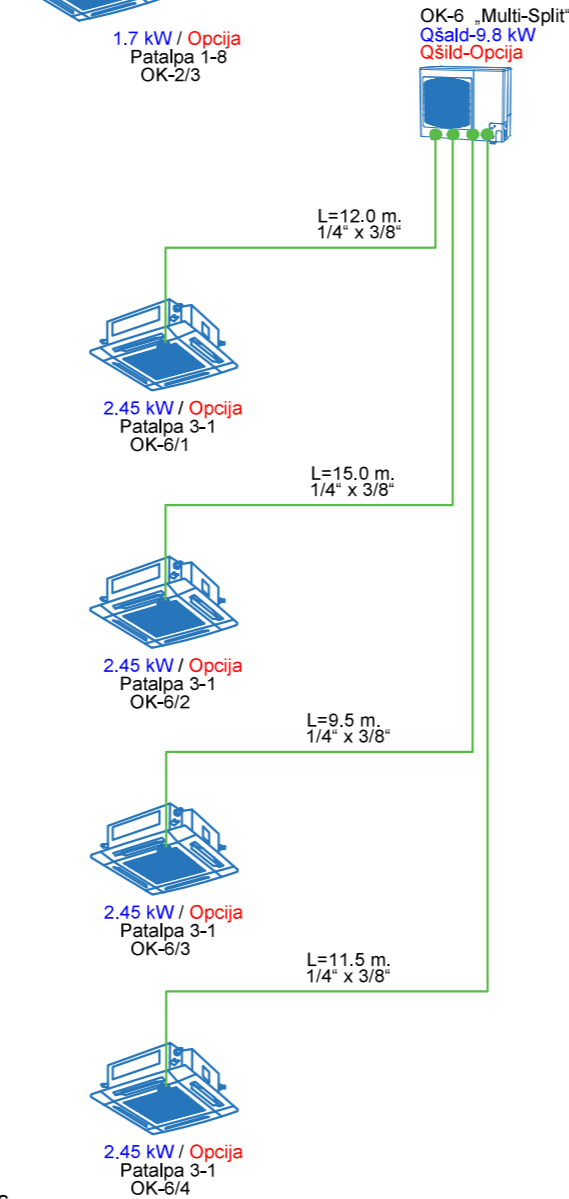 1.7 kW / Opcija
Patalpa 1-8
OK-2/3
OK-6 „Multi-Split“
Qšald-9.8 kW
Qšild-Opcija
L=12.0 m.
1/4“ x 3/8“
2.45 kW / Opcija
Patalpa 3-1
OK-6/1
L=15.0 m.
1/4“ x 3/8“
2.45 kW / Opcija
Patalpa 3-1
OK-6/2
L=9.5 m.
1/4“ x 3/8“
2.45 kW / Opcija
Patalpa 3-1
OK-6/3
L=11.5 m.
1/4“ x 3/8“
2.45 kW / Opcija
Patalpa 3-1
OK-6/4